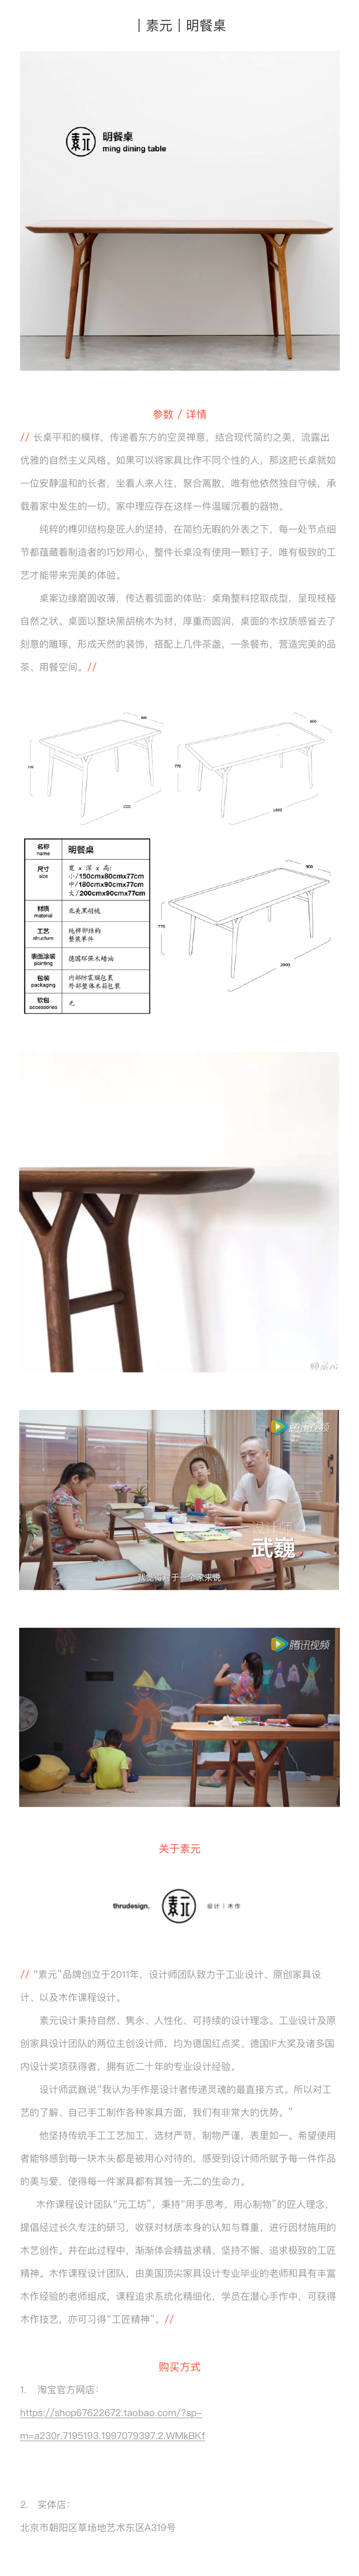 ｜素元｜明餐桌
素元
明餐桌
ming dining table
参数 / 详情
// 长桌平和的模样，传递着东方的空灵禅意，结合现代简约之美，流露出
优雅的自然主义风格。如果可以将家具比作不同个性的人，那这把长桌就如
一位安静温和的长者，坐看人来人往，聚合离散，唯有他依然独自守候，承
载着家中发生的一切。家中理应存在这样一件温暖沉着的器物。
纯粹的榫卯结构是匠人的坚持，在简约无暇的外表之下，每一处节点细
节都蕴藏着制造者的巧妙用心，整件长桌没有使用一颗钉子，唯有极致的工
艺才能带来完美的体验。
桌案边缘磨圆收薄，传达着弧面的体贴；桌角整料挖取成型，呈现枝桠
自然之状。桌面以整块黑胡桃木为材，厚重而圆润，桌面的木纹质感省去了
刻意的雕琢，形成天然的装饰，搭配上几件茶盏，一条餐布，营造完美的品
茶、用餐空间。//
770
800
1500
770
900
1800
名称
name
明餐桌
尺寸
size
宽 x 深 x 高:
小/150cmx80cmx77cm
中/180cmx90cmx77cm
大/200cmx90cmx77cm
材质
material
北美黑胡桃
工艺
structure
纯榫卯结构
整装单件
表面涂装
painting
德国环保木蜡油
包装
packaging
内部防震膜包装
外部整体木箱包装
软包
accessories
无
770
900
2000
@素元
腾讯视频
设计师
武巍
我觉得对于一个家来说
腾讯视频
关于素元
thrudesign.
素元
设计｜木作
// “素元”品牌创立于2011年，设计师团队致力于工业设计、原创家具设
计、以及木作课程设计。
素元设计秉持自然、隽永、人性化、可持续的设计理念。工业设计及原
创家具设计团队的两位主创设计师，均为德国红点奖、德国IF大奖及诸多国
内设计奖项获得者，拥有近二十年的专业设计经验。
设计师武巍说“我认为手作是设计者传递灵魂的最直接方式。所以对工
艺的了解、自己手工制作各种家具方面，我们有非常大的优势。”
他坚持传统手工工艺加工，选材严苛，制物严谨，表里如一。希望使用
者能够感到每一块木头都是被用心对待的，感受到设计师所赋予每一件作品
的美与爱，使得每一件家具都有其独一无二的生命力。
木作课程设计团队“元工坊”，秉持“用手思考，用心制物”的匠人理念，
提倡经过长久专注的研习，收获对材质本身的认知与尊重，进行因材施用的
木艺创作。并在此过程中，渐渐体会精益求精、坚持不懈、追求极致的工匠
精神。木作课程设计团队，由美国顶尖家具设计专业毕业的老师和具有丰富
木作经验的老师组成，课程追求系统化精细化，学员在潜心手作中，可获得
木作技艺，亦可习得“工匠精神”。//
购买方式
1. 淘宝官方网店：
https://shop67622672.taobao.com/?sp-
m=a230r.7195193.1997079397.2.WMkBKf
2. 实体店：
北京市朝阳区草场地艺术东区A319号